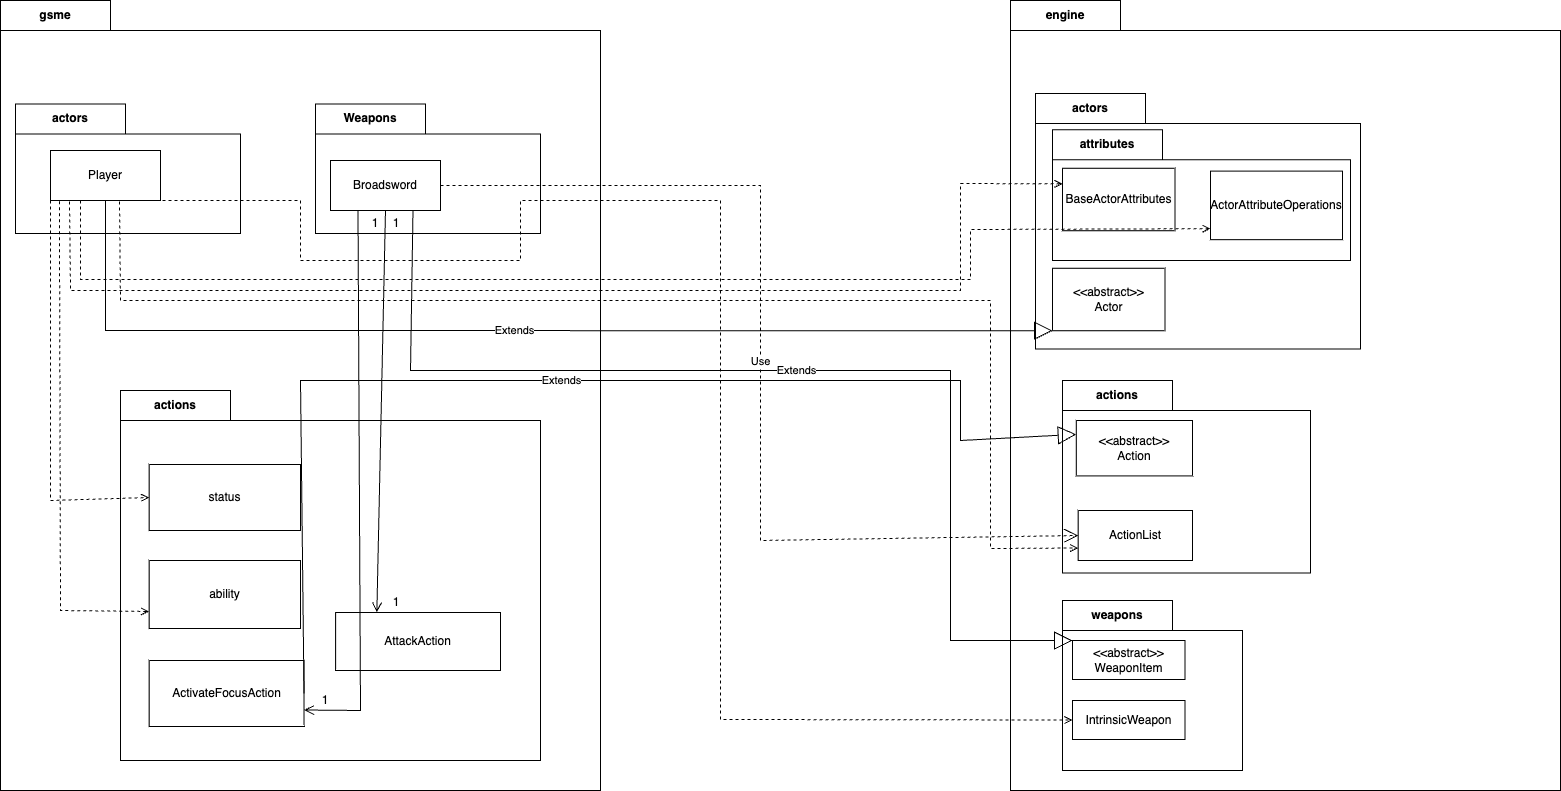 gsme
engine
actors
Weapons
actors
attributes
Player
Broadsword
BaseActorAttributes
ActorAttributeOperations
1
1
<<abstract>>
Actor
Extends
Use
Extends
Extends
actions
actions
<<abstract>>
Action
status
ActionList
ability
1
AttackAction
weapons
<<abstract>>
WeaponItem
ActivateFocusAction
1
IntrinsicWeapon